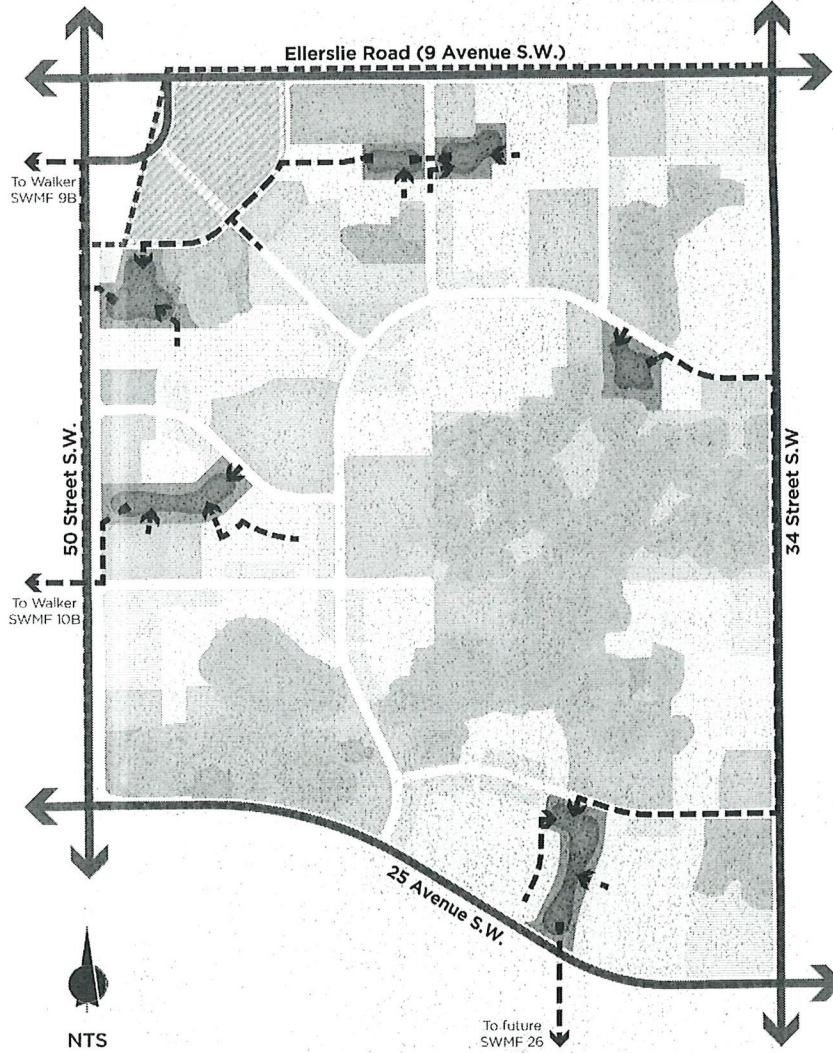 Ellerslie Road (9 Avenue S.W.)
To Walker
SWMF 9B
50 Street S.W.
34 Street S.W
To Walker
SWMF 10B
25 Avenue S.W.
NTS
To future
SWMF 26